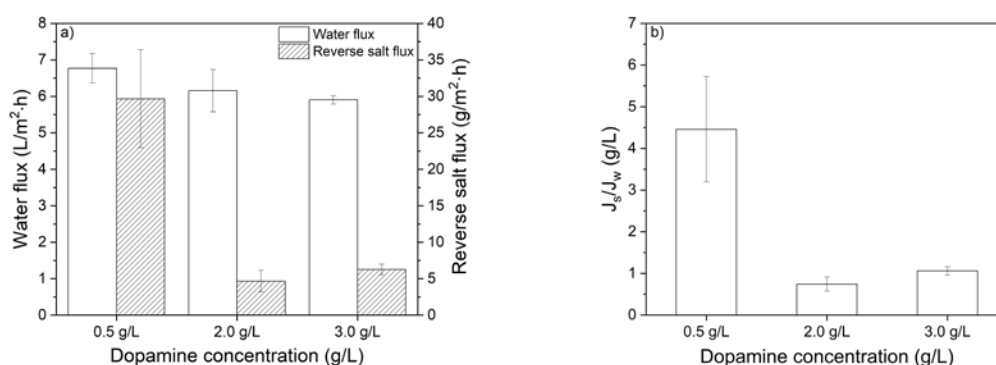 a)
Water flux
Reverse salt flux
8
7
6
5
4
3
2
1
0
Water flux (L/m²·h)
40
35
30
25
20
15
10
5
0
Reverse salt flux (g/m²·h)
0.5 g/L 2.0 g/L 3.0 g/L
Dopamine concentration (g/L)
b)
7
6
5
4
3
2
1
0
Jₛ/J_w (g/L)
0.5 g/L 2.0 g/L 3.0 g/L
Dopamine concentration (g/L)